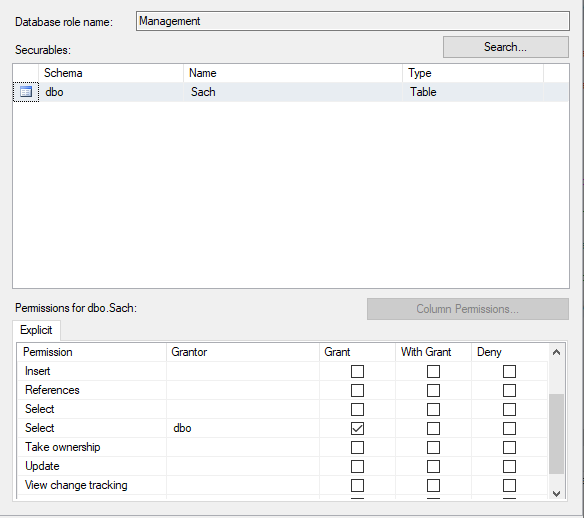 Database role name: Management
Securables: Search...
Schema Name Type
dbo Sach Table
Permissions for dbo.Sach: Column Permissions...
Explicit
Permission Grantor Grant With Grant Deny
Insert
References
Select
Select dbo
Take ownership
Update
View change tracking